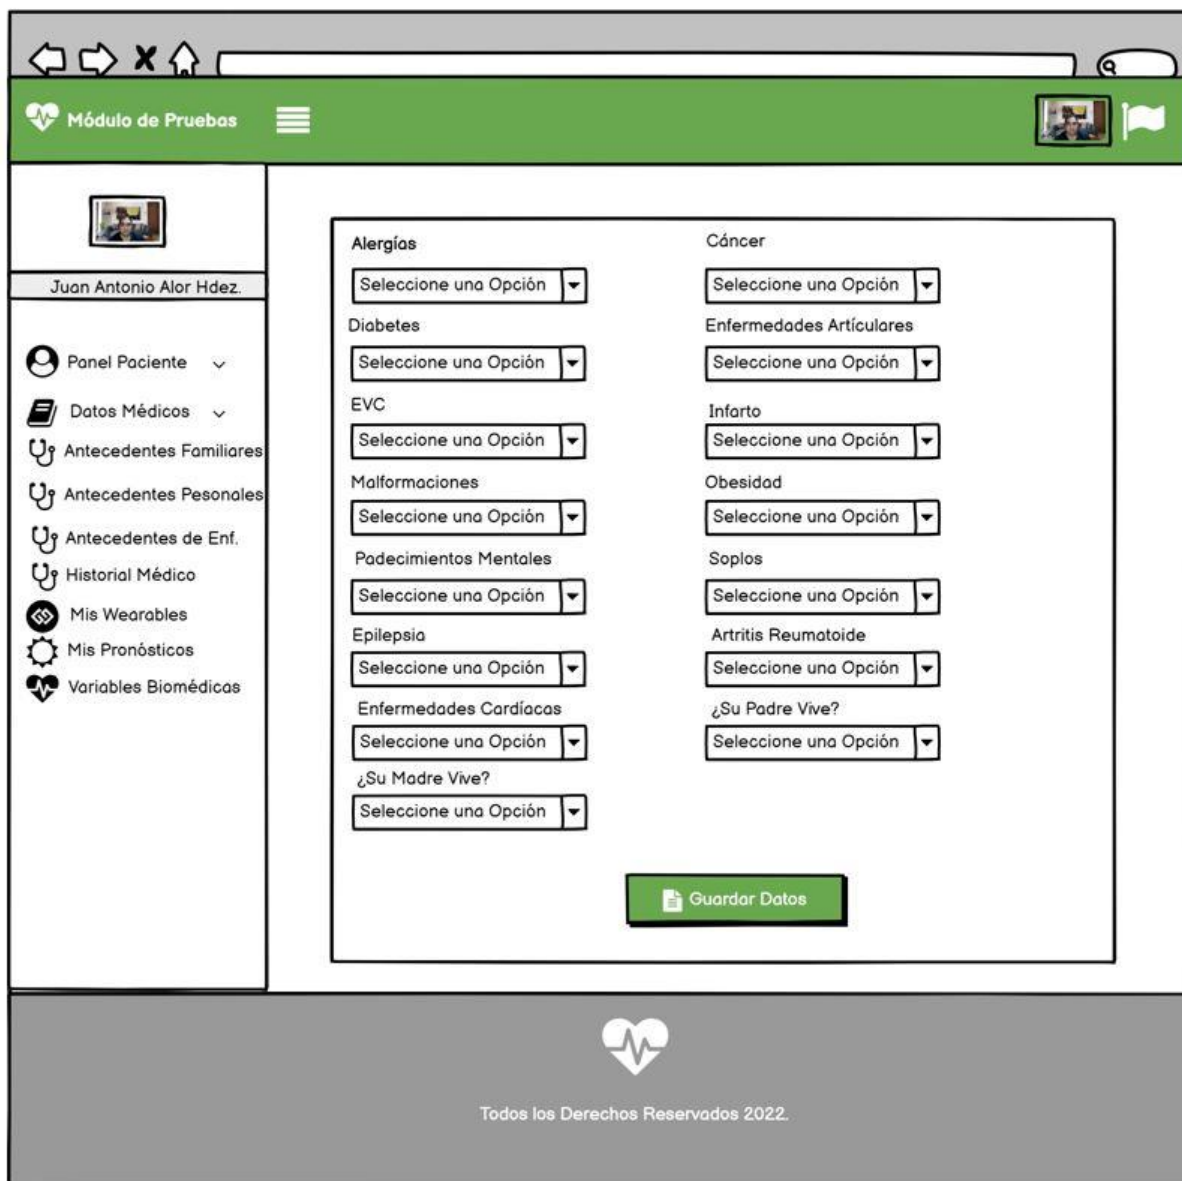 Módulo de Pruebas
Juan Antonio Alor Hdez.
Panel Paciente
Datos Médicos
Antecedentes Familiares
Antecedentes Pesonales
Antecedentes de Enf.
Historial Médico
Mis Wearables
Mis Pronósticos
Variables Biomédicas
Alergías
Seleccione una Opción
Cáncer
Seleccione una Opción
Diabetes
Seleccione una Opción
Enfermedades Artículares
Seleccione una Opción
EVC
Seleccione una Opción
Infarto
Seleccione una Opción
Malformaciones
Seleccione una Opción
Obesidad
Seleccione una Opción
Padecimientos Mentales
Seleccione una Opción
Soplos
Seleccione una Opción
Epilepsia
Seleccione una Opción
Artritis Reumatoide
Seleccione una Opción
Enfermedades Cardíacas
Seleccione una Opción
¿Su Padre Vive?
Seleccione una Opción
¿Su Madre Vive?
Seleccione una Opción
Guardar Datos
Todos los Derechos Reservados 2022.